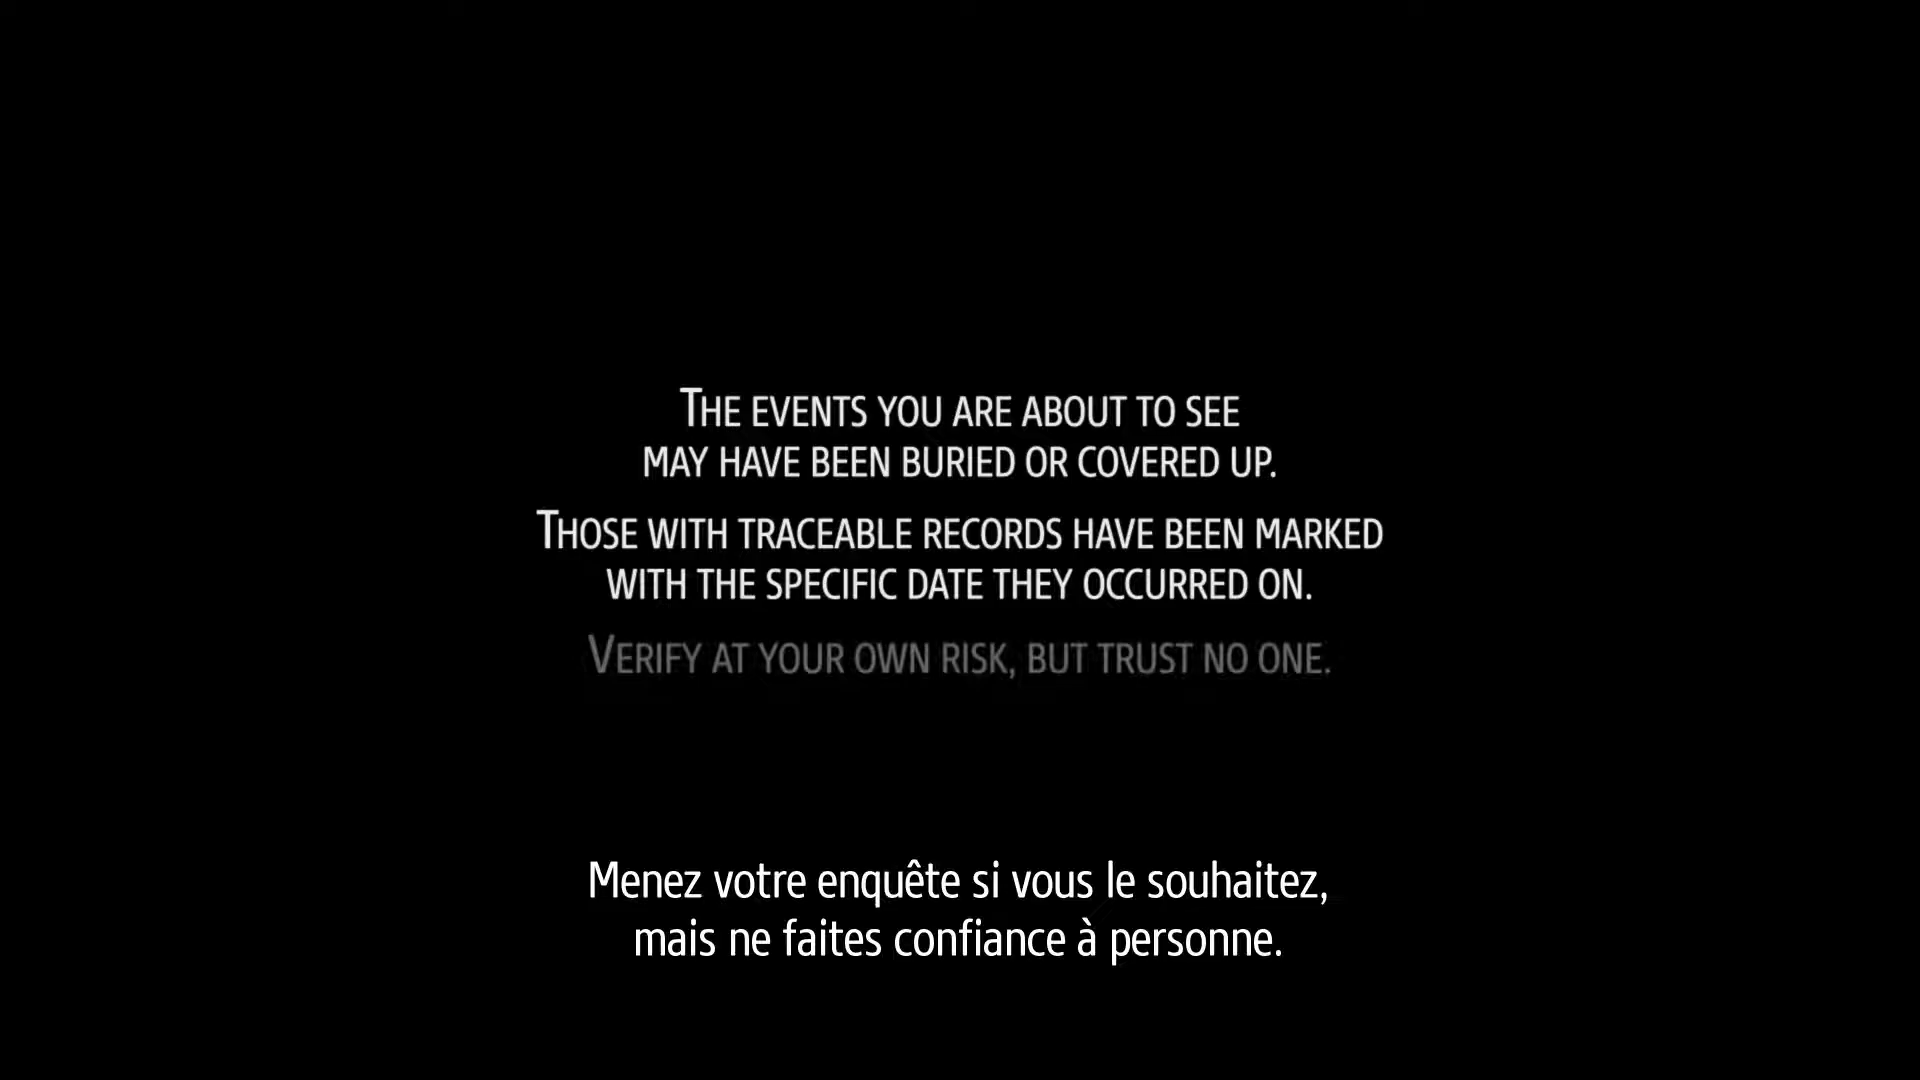 THE EVENTS YOU ARE ABOUT TO SEE
MAY HAVE BEEN BURIED OR COVERED UP.
THOSE WITH TRACEABLE RECORDS HAVE BEEN MARKED
WITH THE SPECIFIC DATE THEY OCCURRED ON.
VERIFY AT YOUR OWN RISK, BUT TRUST NO ONE.
Menez votre enquête si vous le souhaitez,
mais ne faites confiance à personne.